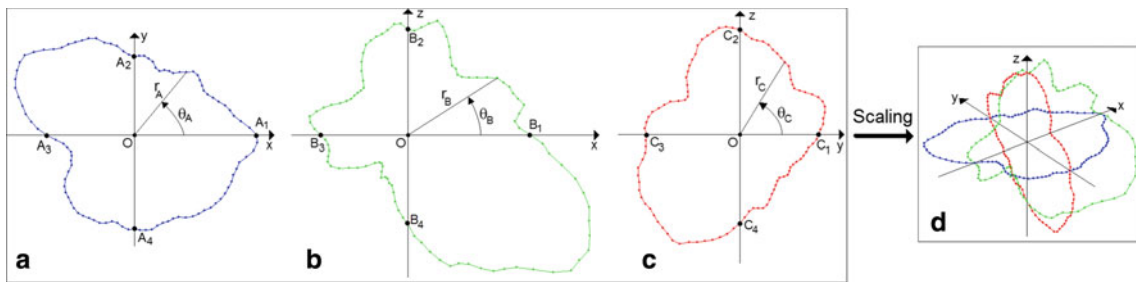 y
A2
rA
θA
A1
A3
O
x
A4
a
z
B2
rB
θB
B1
B3
O
x
B4
b
z
C2
rC
θC
C3
O
C1
y
C4
c
Scaling
z
y
x
d